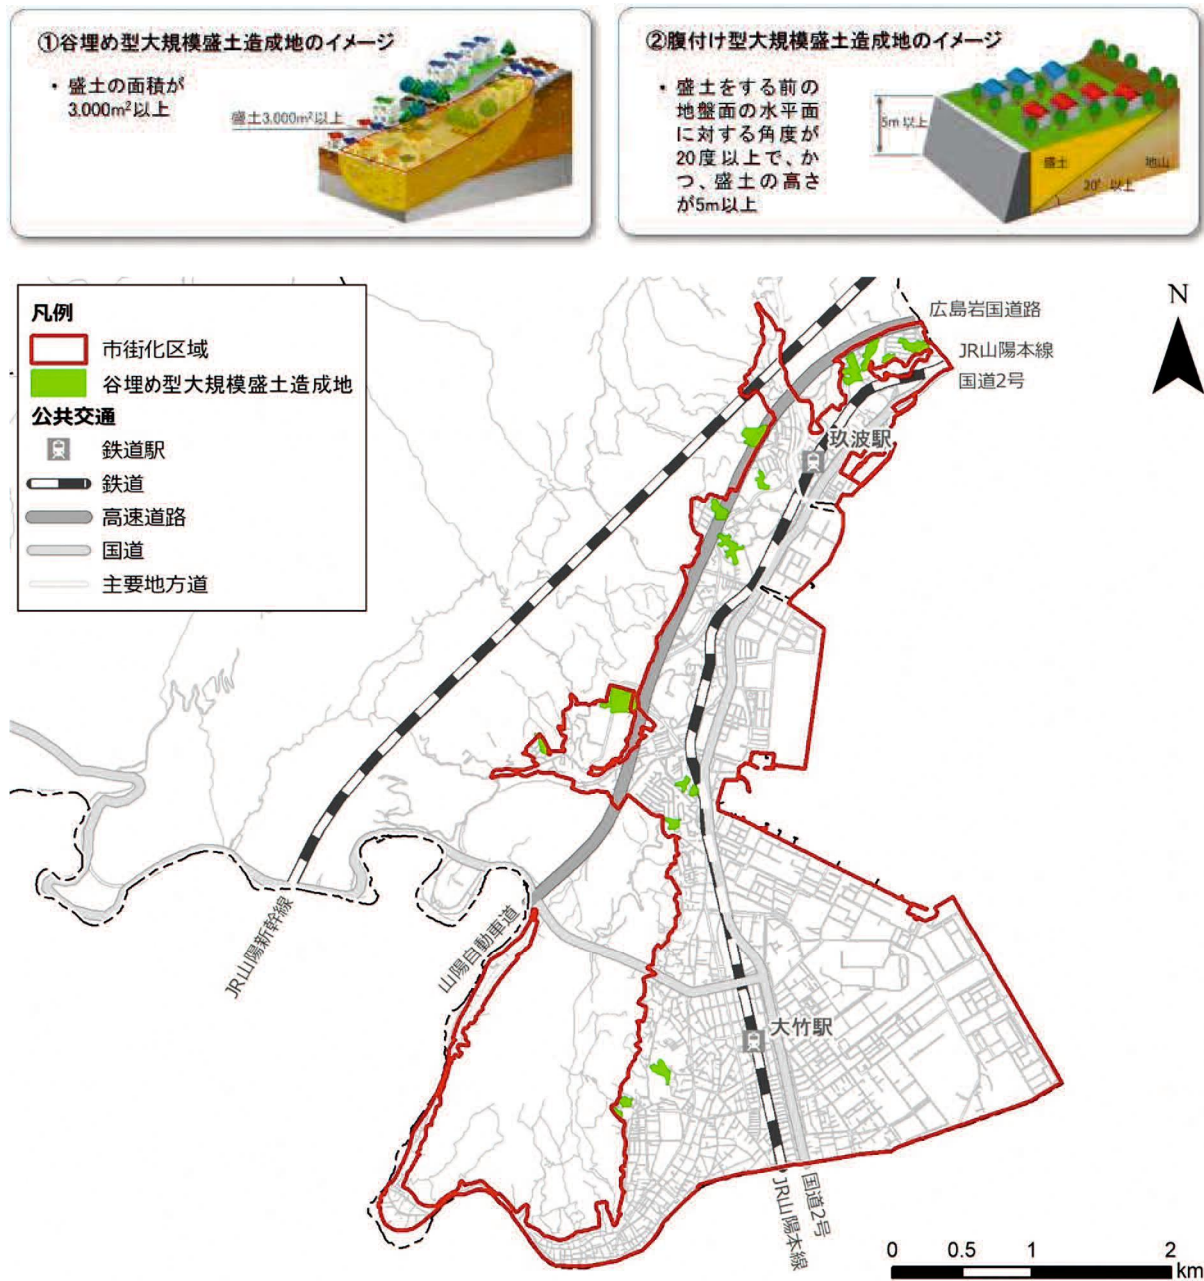 ①谷埋め型大規模盛土造成地のイメージ
・ 盛土の面積が
3,000m²以上
盛土3,000m²以上
②腹付け型大規模盛土造成地のイメージ
・ 盛土をする前の
地盤面の水平面
に対する角度が
20度以上で、か
つ、盛土の高さ
が5m以上
5m 以上
盛土
地山
20°以上
凡例
市街化区域
谷埋め型大規模盛土造成地
公共交通
鉄道駅
鉄道
高速道路
国道
主要地方道
N
広島岩国道路
JR山陽本線
国道2号
玖波駅
JR山陽新幹線
山陽自動車道
大竹駅
JR山陽本線
国道2号
0 0.5 1 2
km